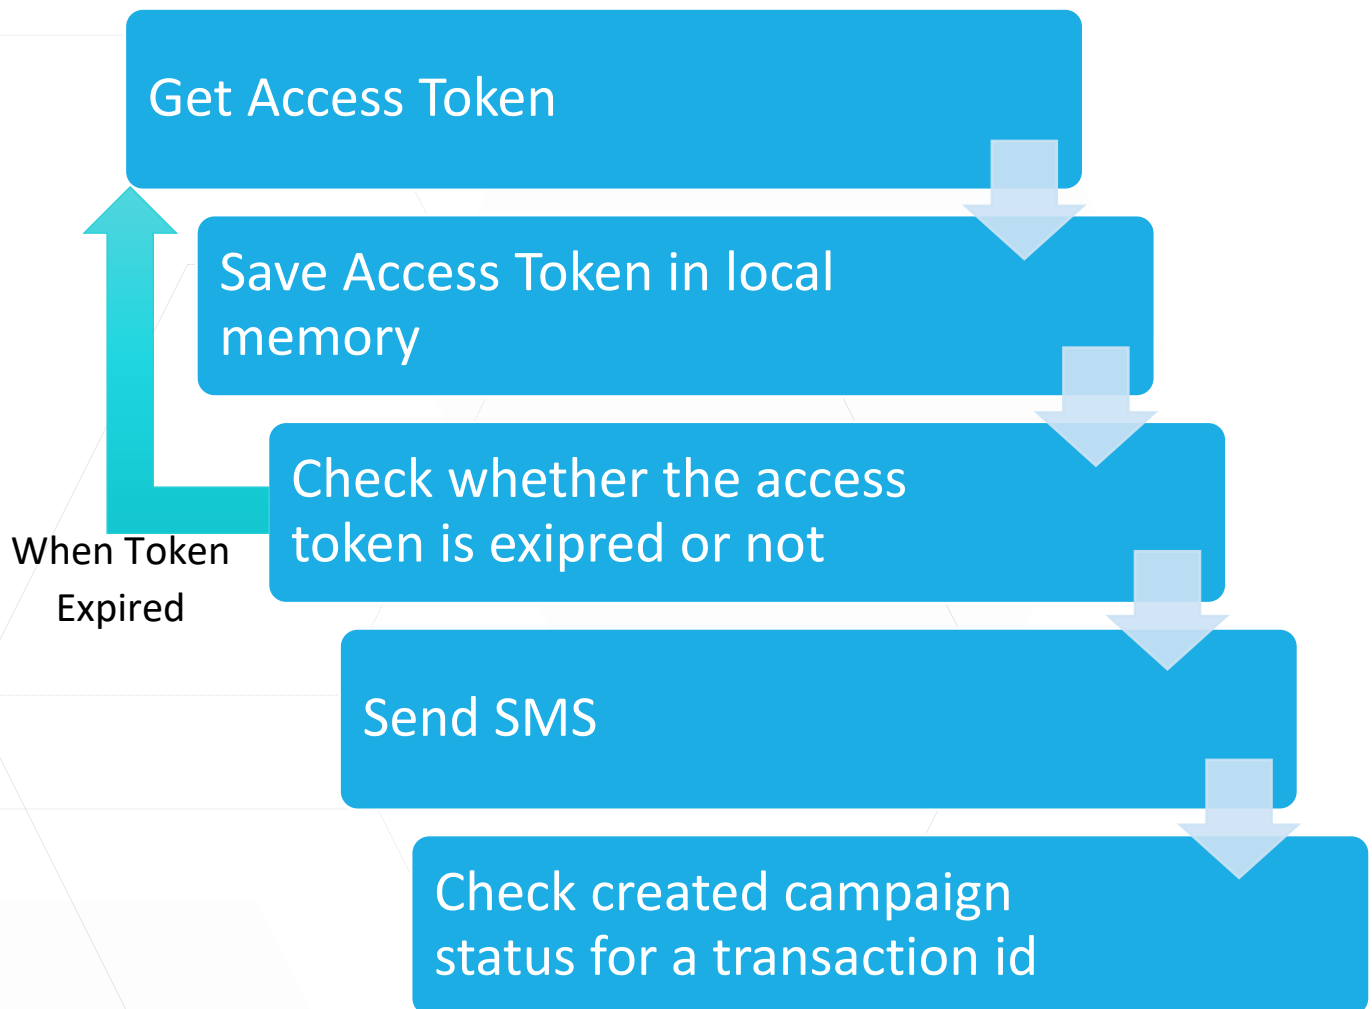 Get Access Token
Save Access Token in local
memory
Check whether the access
token is exipred or not
When Token
Expired
Send SMS
Check created campaign
status for a transaction id